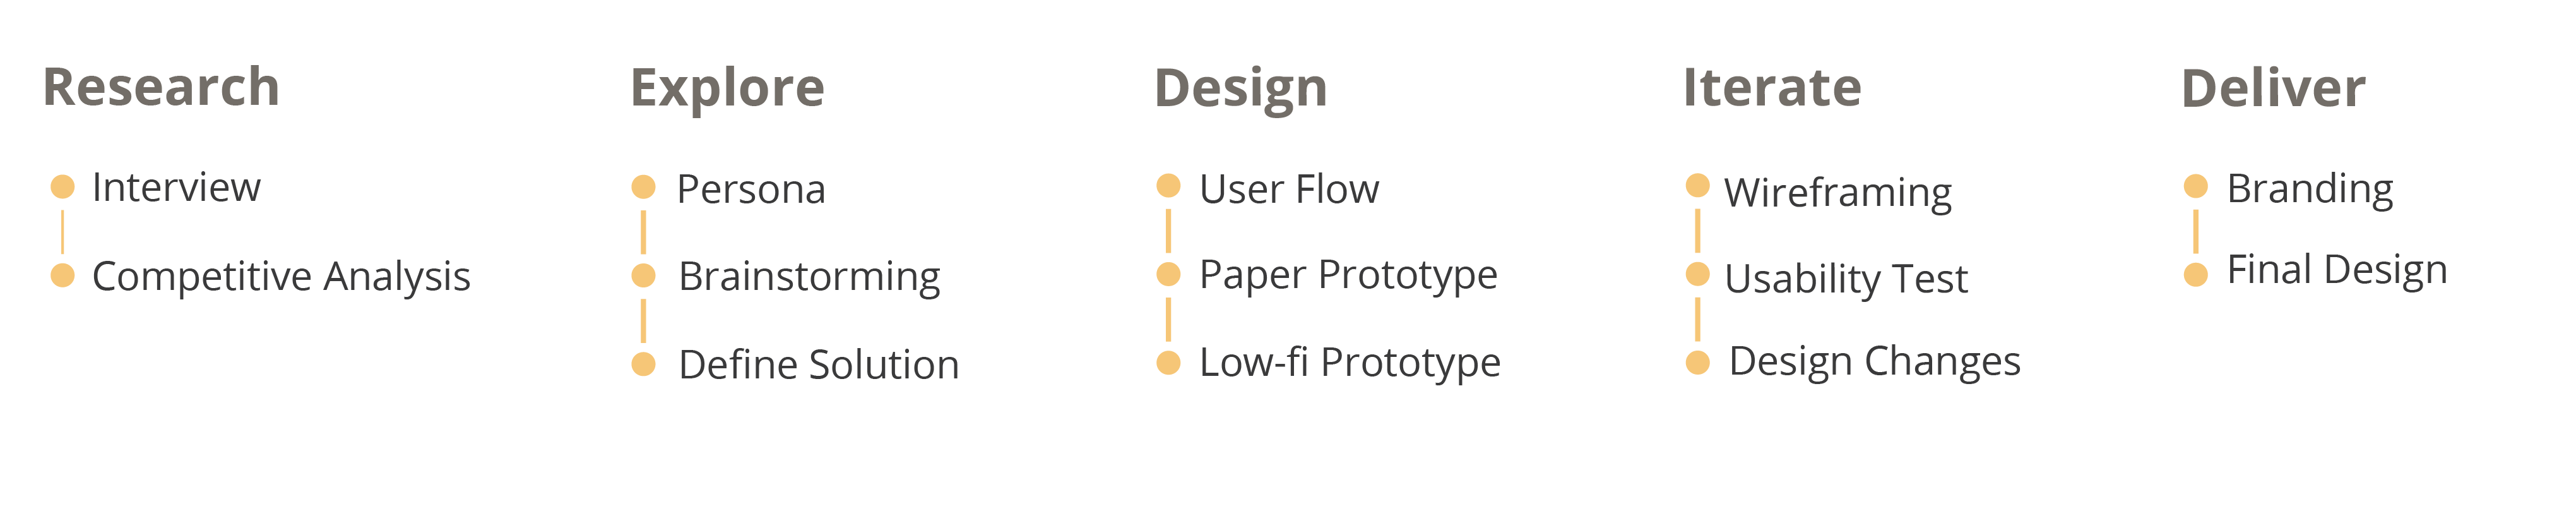 Research
Interview
Competitive Analysis
Explore
Persona
Brainstorming
Define Solution
Design
User Flow
Paper Prototype
Low-fi Prototype
Iterate
Wireframing
Usability Test
Design Changes
Deliver
Branding
Final Design